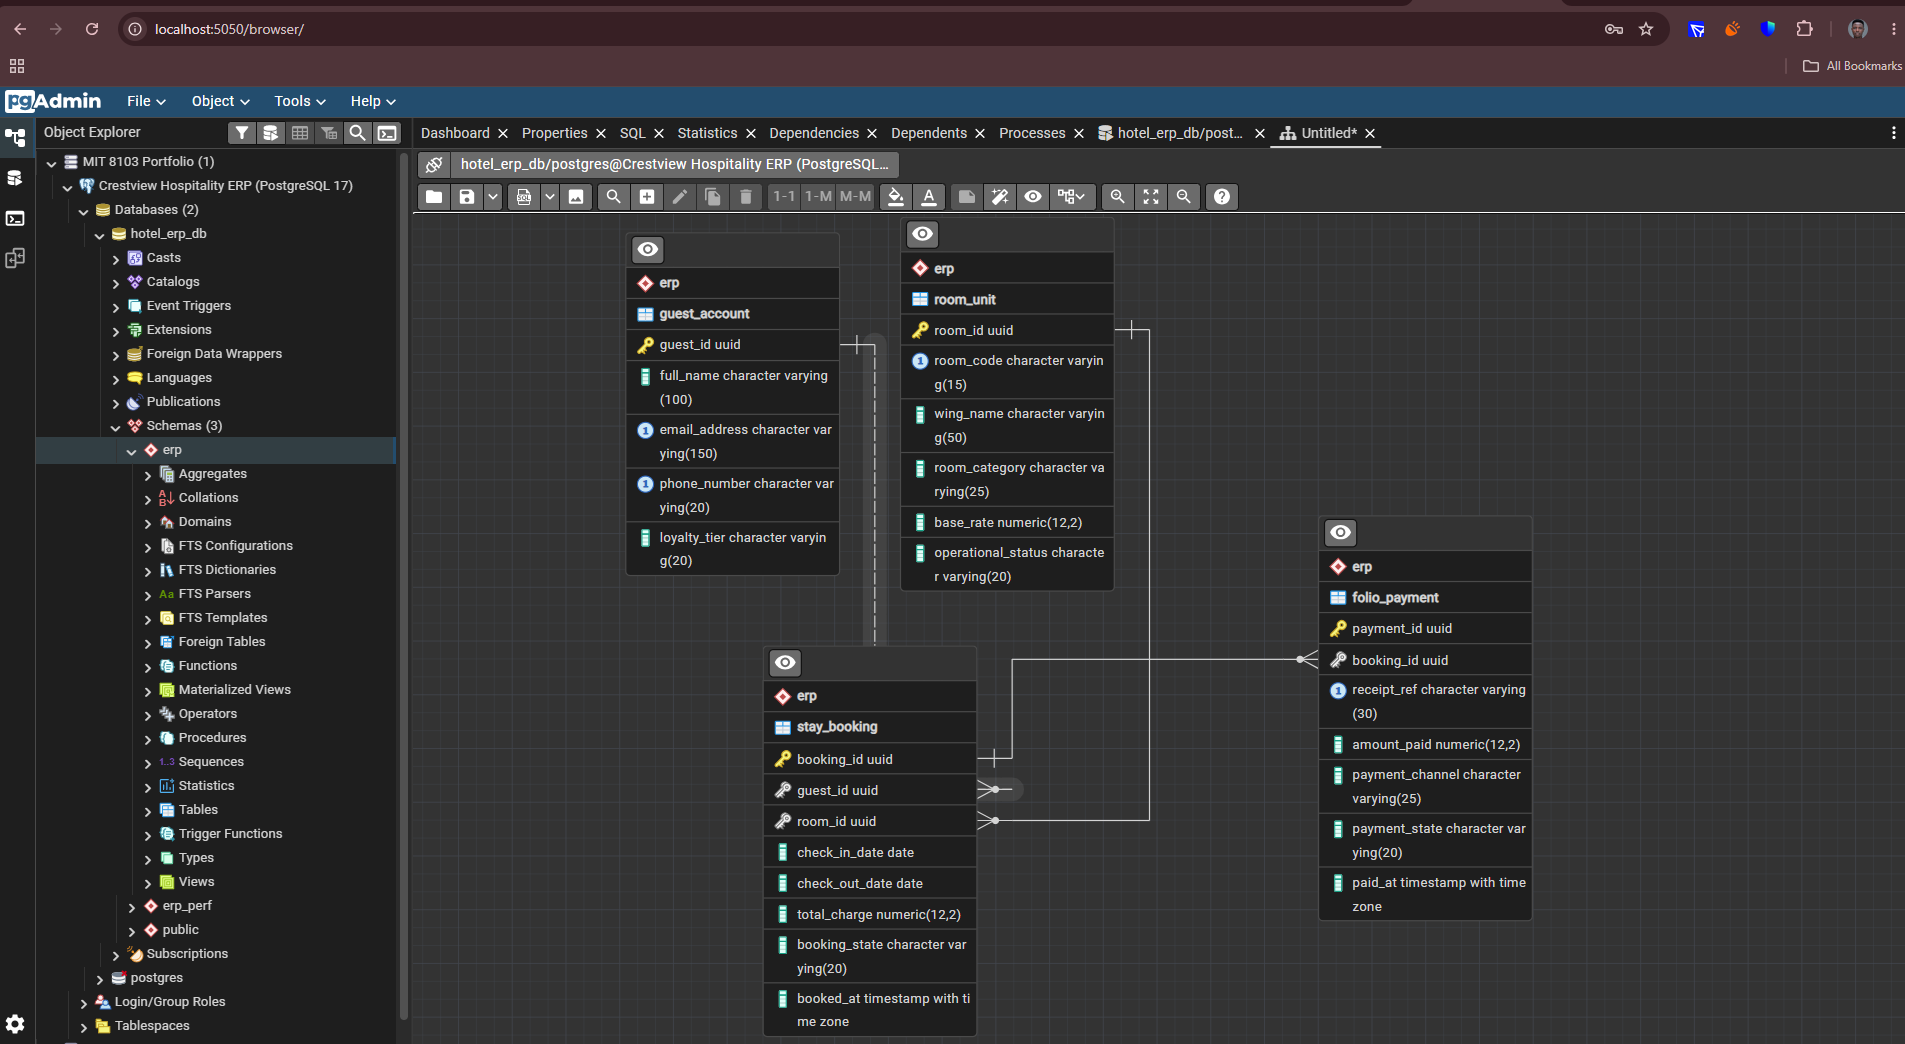 localhost:5050/browser/
All Bookmarks
pgAdmin
File
Object
Tools
Help
Object Explorer
Dashboard
Properties
SQL
Statistics
Dependencies
Dependents
Processes
hotel_erp_db/post...
Untitled*
hotel_erp_db/postgres@Crestview Hospitality ERP (PostgreSQL...
SQL
1-1
1-M
M-M
A
MIT 8103 Portfolio (1)
Crestview Hospitality ERP (PostgreSQL 17)
Databases (2)
hotel_erp_db
Casts
Catalogs
Event Triggers
Extensions
Foreign Data Wrappers
Languages
Publications
Schemas (3)
erp
Aggregates
Collations
Domains
FTS Configurations
FTS Dictionaries
Aa FTS Parsers
FTS Templates
Foreign Tables
Functions
Materialized Views
Operators
Procedures
1..3 Sequences
Statistics
Tables
Trigger Functions
Types
Views
erp_perf
public
Subscriptions
postgres
Login/Group Roles
Tablespaces
erp
guest_account
guest_id uuid
full_name character varying
(100)
1 email_address character var
ying(150)
1 phone_number character var
ying(20)
loyalty_tier character varyin
g(20)
erp
room_unit
room_id uuid
1 room_code character varyin
g(15)
wing_name character varyin
g(50)
room_category character va
rying(25)
base_rate numeric(12,2)
operational_status characte
r varying(20)
erp
stay_booking
booking_id uuid
guest_id uuid
room_id uuid
check_in_date date
check_out_date date
total_charge numeric(12,2)
booking_state character var
ying(20)
booked_at timestamp with ti
me zone
erp
folio_payment
payment_id uuid
booking_id uuid
1 receipt_ref character varying
(30)
amount_paid numeric(12,2)
payment_channel character
varying(25)
payment_state character var
ying(20)
paid_at timestamp with time
zone